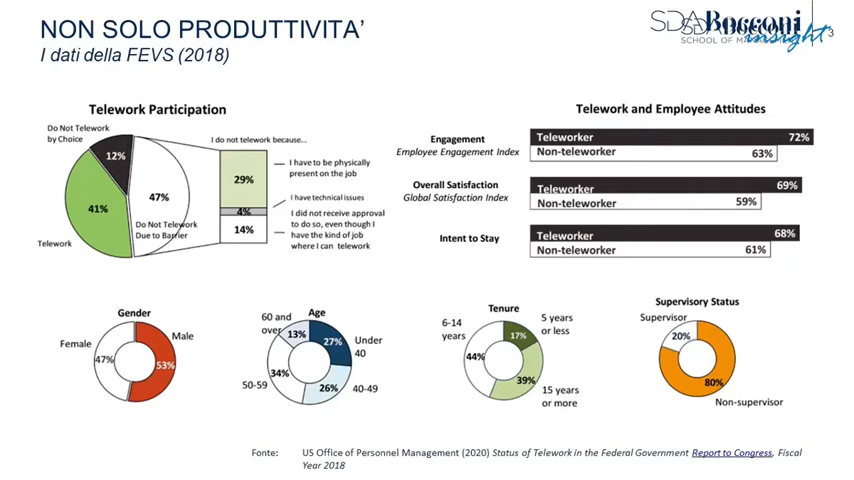 NON SOLO PRODUTTIVITA'
I dati della FEVS (2018)
SDA Bocconi
SCHOOL OF
insight
3
Telework Participation
Do Not Telework
by Choice
12%
41%
47%
Telework
Do Not Telework
Due to Barrier
I do not telework because...
29%
4%
14%
I have to be physically
present on the job
I have technical issues
I did not receive approval
to do so, even though I
have the kind of job
where I can telework
Telework and Employee Attitudes
Engagement
Employee Engagement Index
Teleworker 72%
Non-teleworker 63%
Overall Satisfaction
Global Satisfaction Index
Teleworker 69%
Non-teleworker 59%
Intent to Stay
Teleworker 68%
Non-teleworker 61%
Gender
Female
47%
Male
53%
Age
60 and
over
13%
Under
40
27%
50-59
34%
40-49
26%
Tenure
6-14
years
44%
5 years
or less
17%
15 years
or more
39%
Supervisory Status
Supervisor
20%
80%
Non-supervisor
Fonte: US Office of Personnel Management (2020) Status of Telework in the Federal Government Report to Congress, Fiscal
Year 2018